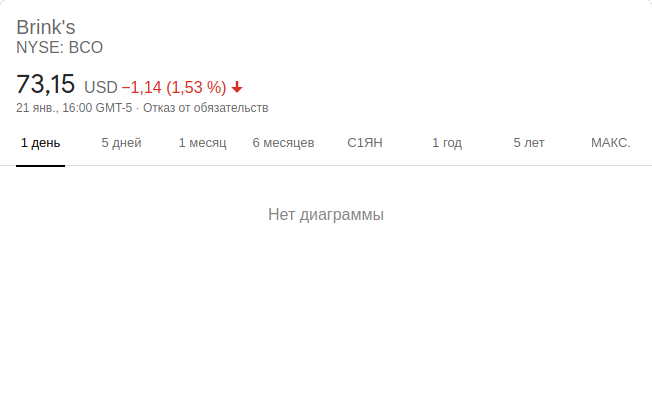 Brink's
NYSE: BCO
73,15 USD −1,14 (1,53 %)
21 янв., 16:00 GMT-5 · Отказ от обязательств
1 день 5 дней 1 месяц 6 месяцев С1ЯН 1 год 5 лет МАКС.
Нет диаграммы